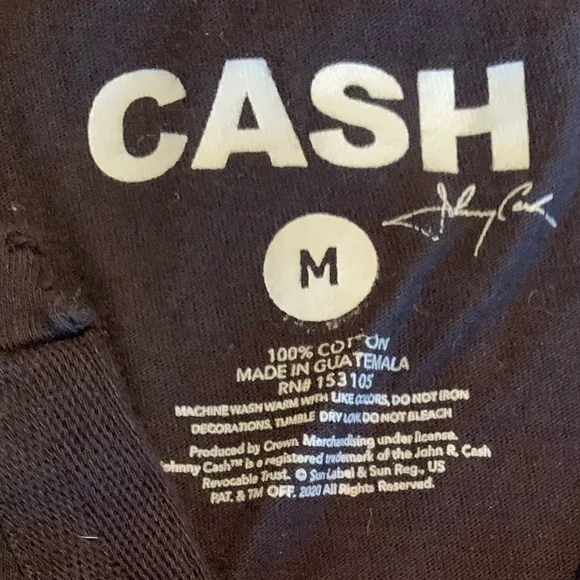 CASH
Johnny Cash
M
100% COTTON
MADE IN GUATEMALA
RN# 153105
MACHINE WASH WARM WITH LIKE COLORS, DO NOT IRON
DECORATIONS, TUMBLE DRY LOW, DO NOT BLEACH
Produced by Crown Merchandising under license.
Johnny Cash™ is a registered trademark of the John R. Cash
Revocable Trust. © Sun Label & Sun Reg., US
PAT. & TM OFF. 2020 All Rights Reserved.